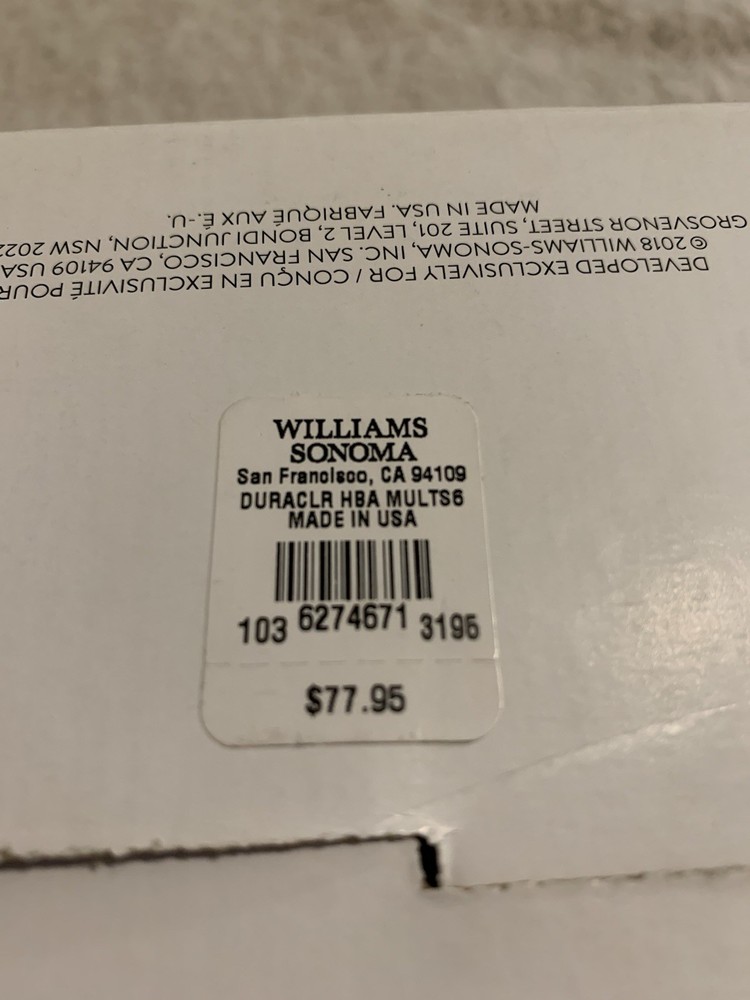 DEVELOPED EXCLUSIVELY FOR / CONÇU EN EXCLUSIVITÉ POUR
©2018 WILLIAMS-SONOMA, INC. SAN FRANCISCO, CA 94109 USA
GROSVENOR STREET, SUITE 201, LEVEL 2, BONDI JUNCTION, NSW 2022
MADE IN USA. FABRIQUÉ AUX É.-U.
WILLIAMS
SONOMA
San Francisco, CA 94109
DURACLR HBA MULTS6
MADE IN USA
103 6274671 3195
$77.95